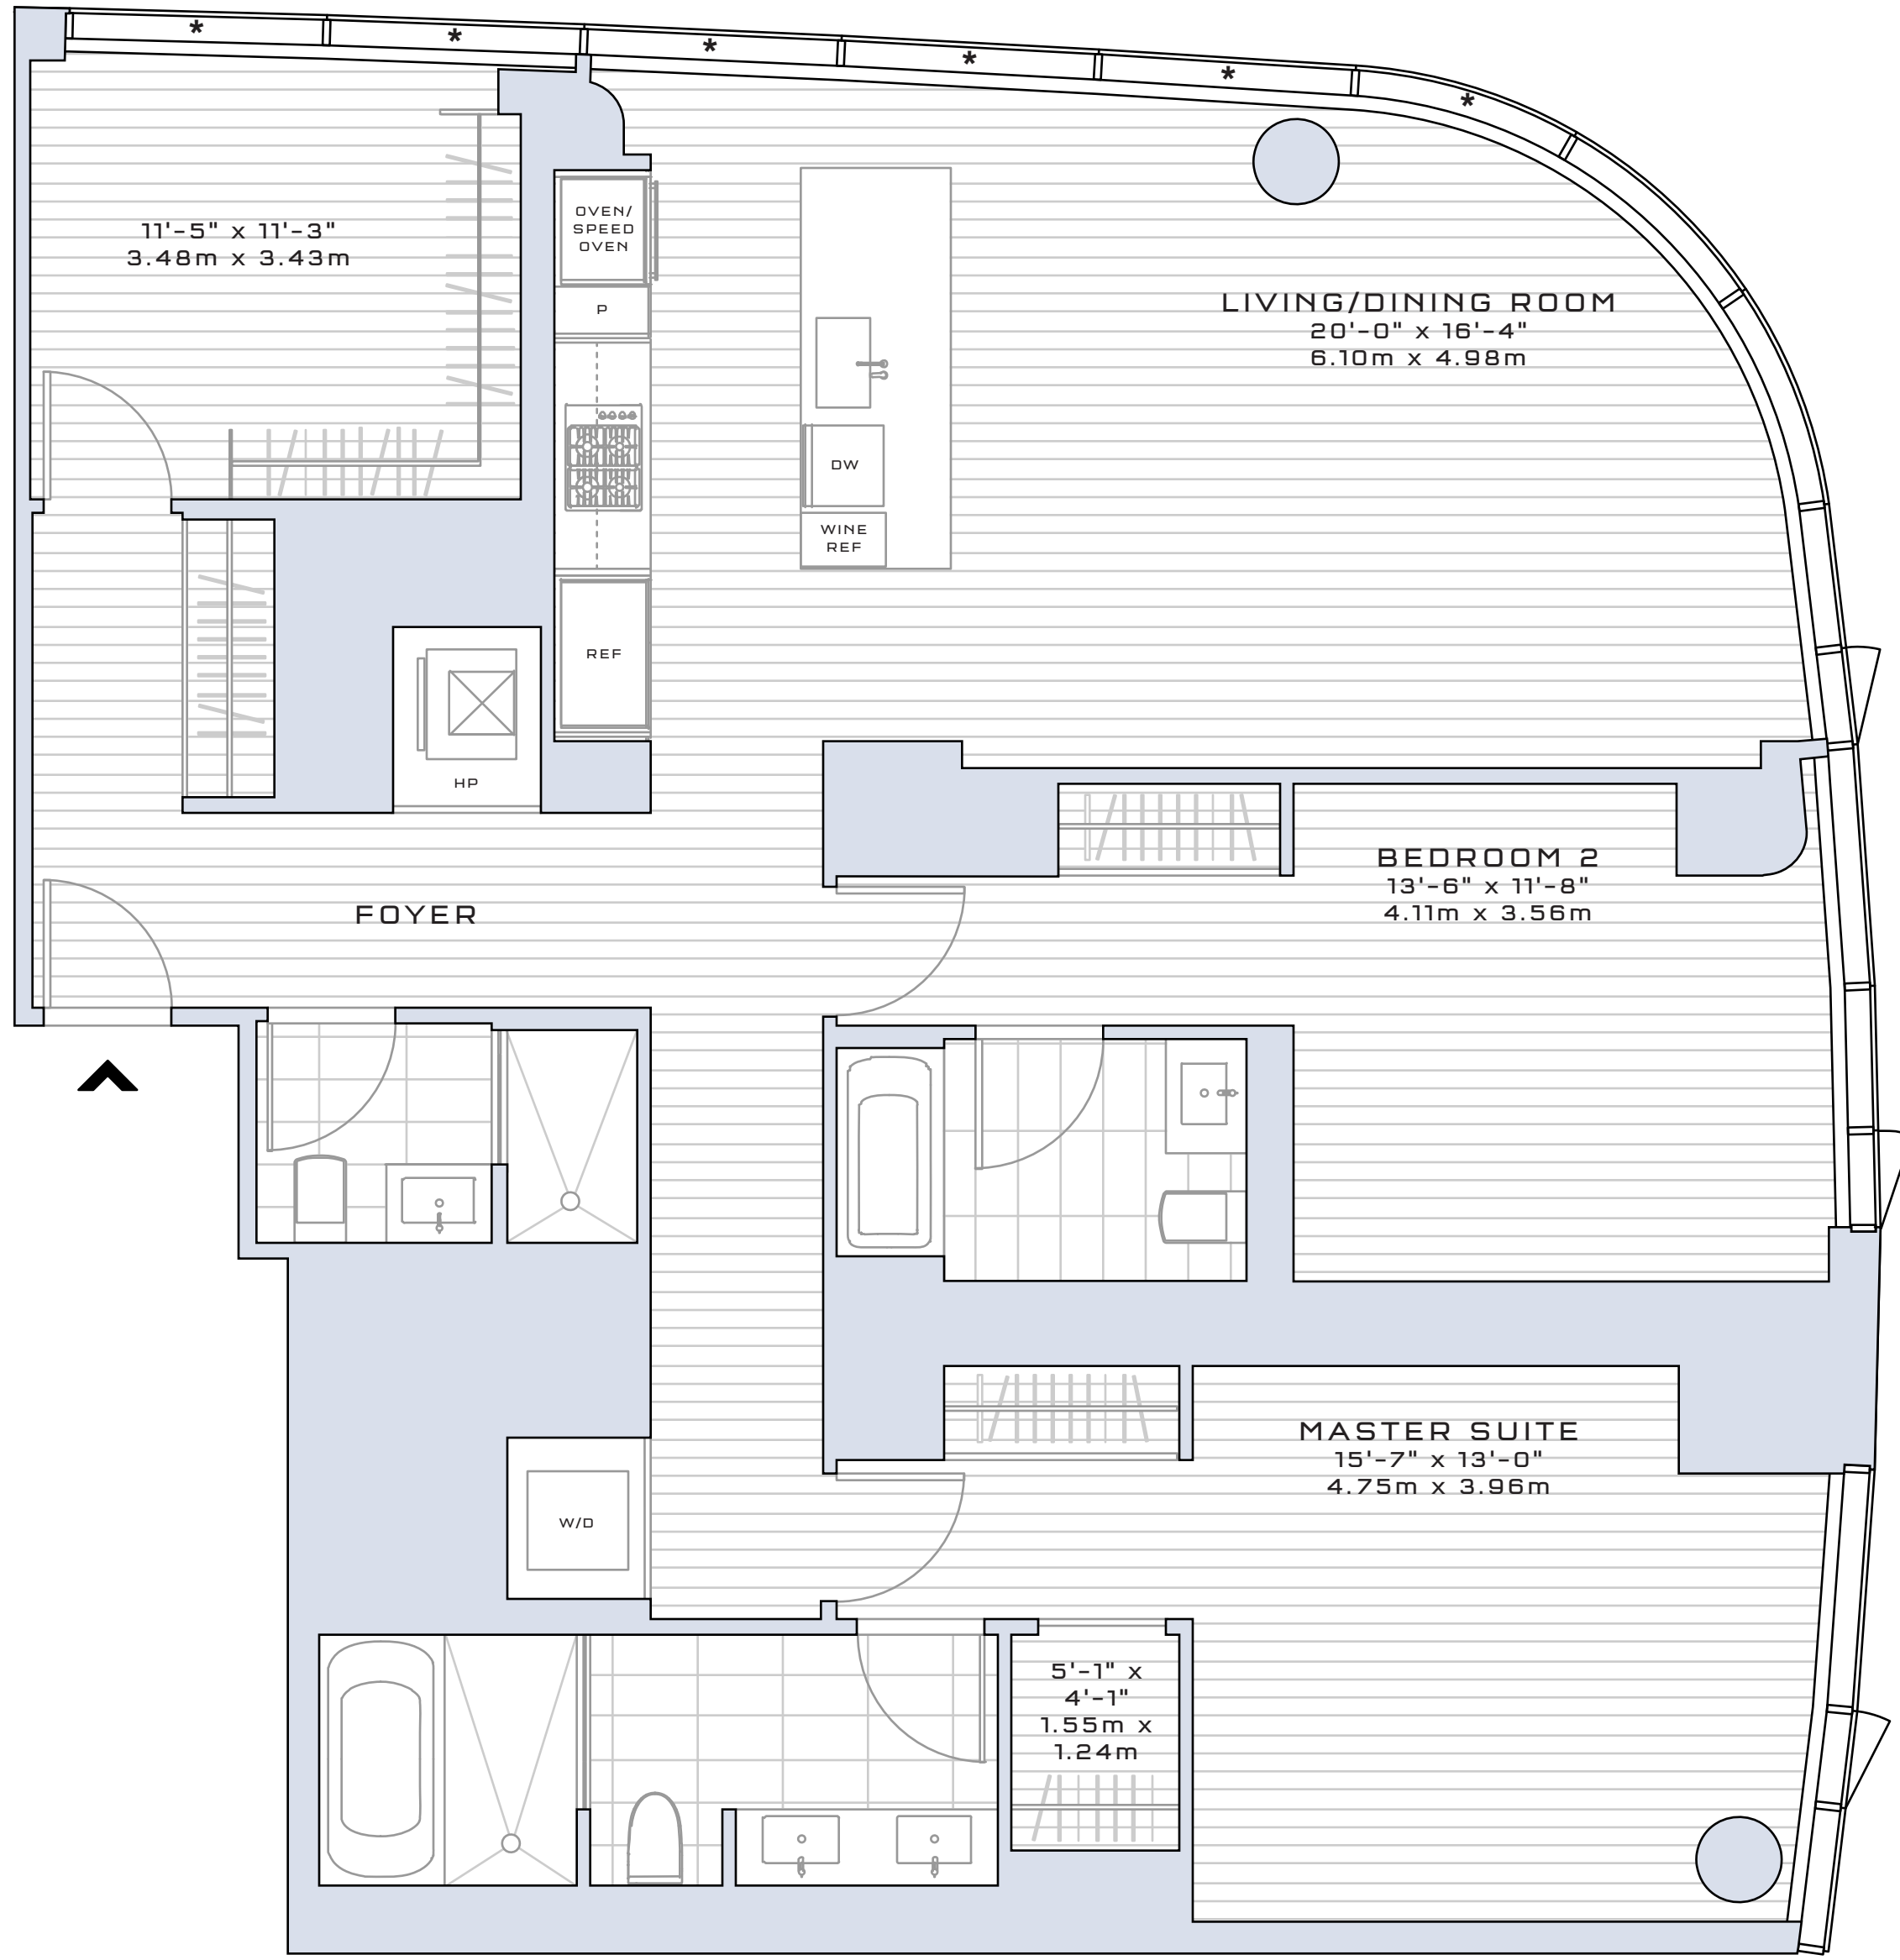 *
*
*
*
*
*
11'-5" x 11'-3"
3.48m x 3.43m
OVEN/
SPEED
OVEN
P
LIVING/DINING ROOM
20'-0" x 16'-4"
6.10m x 4.98m
DW
WINE
REF
REF
HP
BEDROOM 2
13'-6" x 11'-8"
4.11m x 3.56m
FOYER
MASTER SUITE
15'-7" x 13'-0"
4.75m x 3.96m
W/D
5'-1" x
4'-1"
1.55m x
1.24m